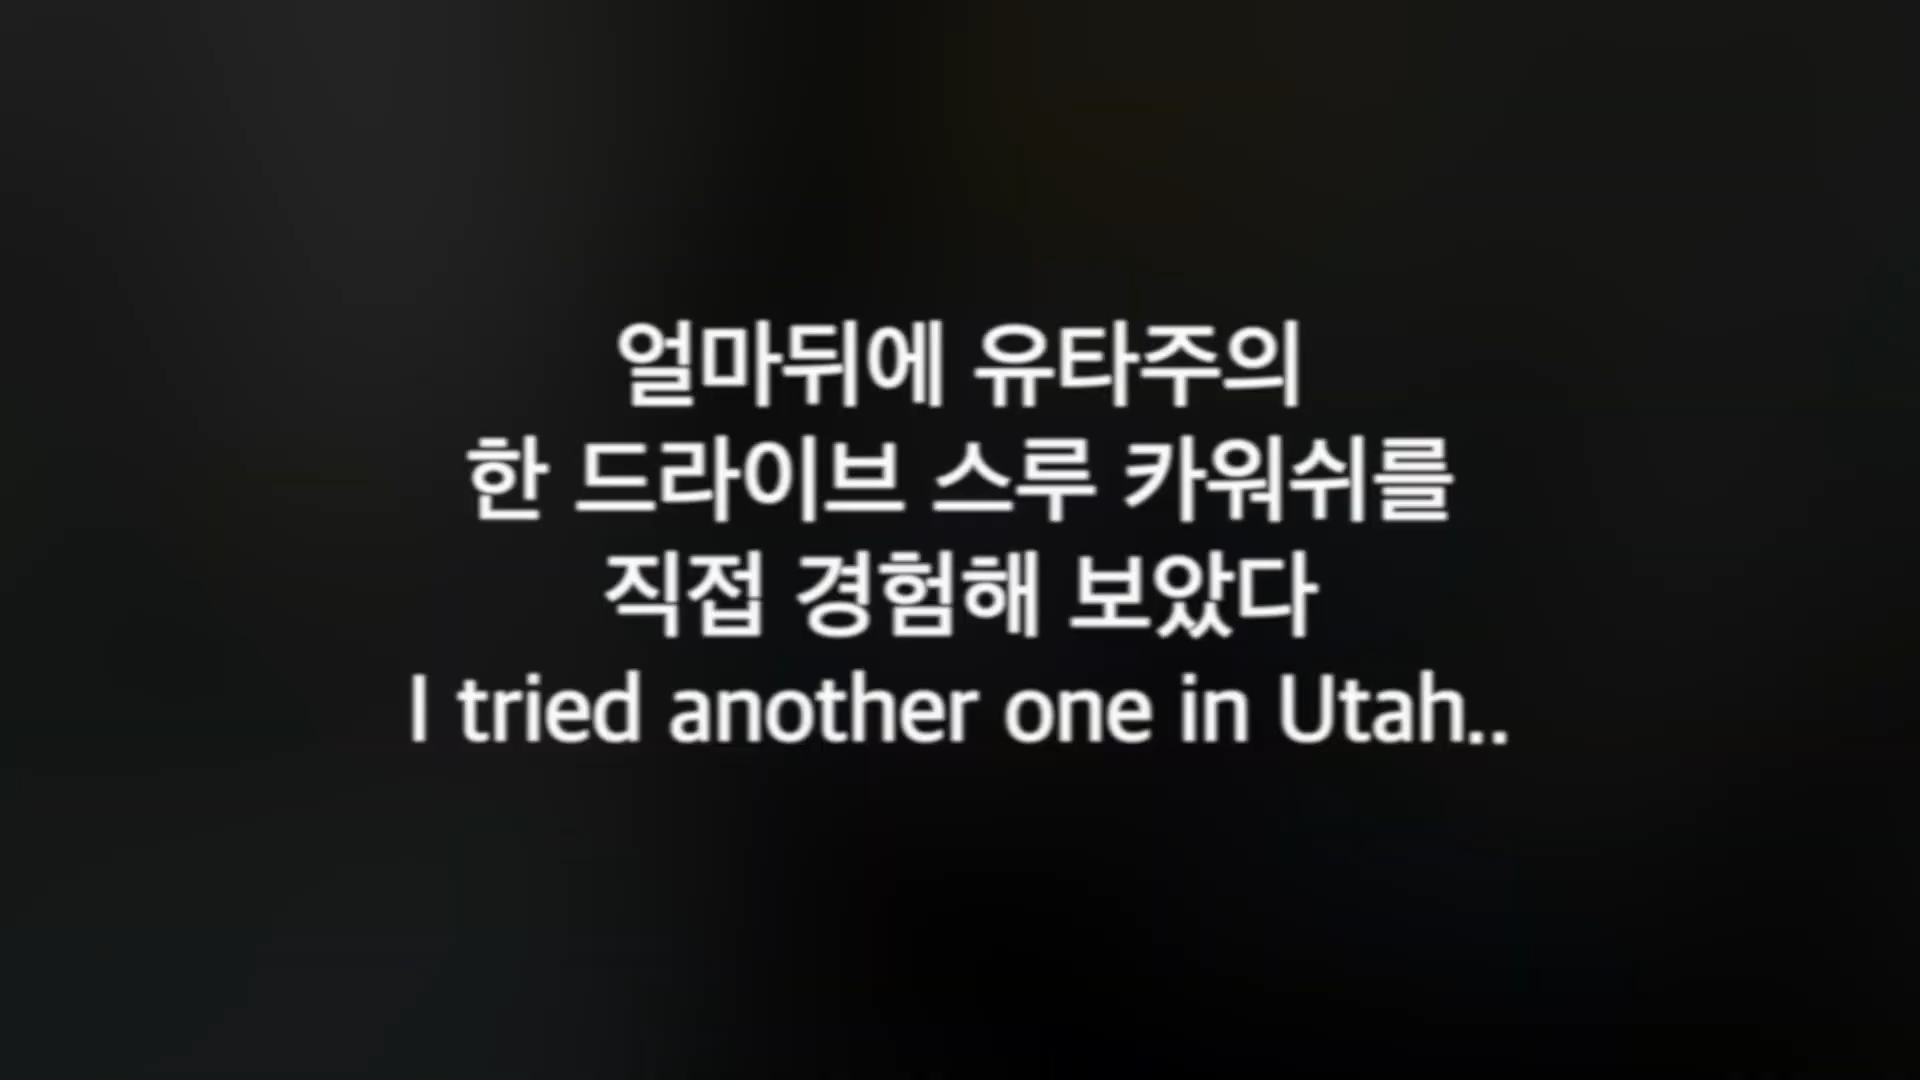 얼마뒤에 유타주의
한 드라이브 스루 카워쉬를
직접 경험해 보았다
I tried another one in Utah..